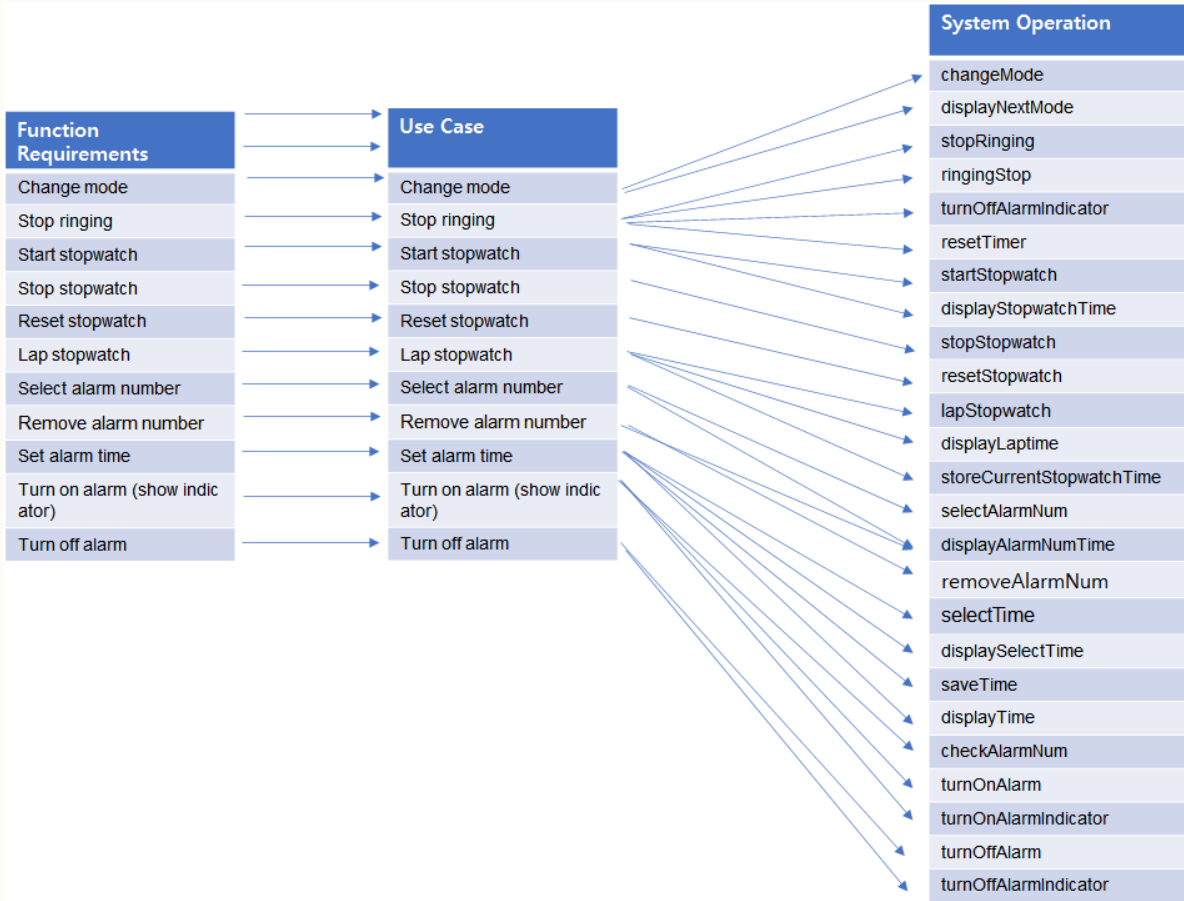 Function
Requirements
Change mode
Stop ringing
Start stopwatch
Stop stopwatch
Reset stopwatch
Lap stopwatch
Select alarm number
Remove alarm number
Set alarm time
Turn on alarm (show indic
ator)
Turn off alarm
Use Case
Change mode
Stop ringing
Start stopwatch
Stop stopwatch
Reset stopwatch
Lap stopwatch
Select alarm number
Remove alarm number
Set alarm time
Turn on alarm (show indic
ator)
Turn off alarm
System Operation
changeMode
displayNextMode
stopRinging
ringingStop
turnOffAlarmIndicator
resetTimer
startStopwatch
displayStopwatchTime
stopStopwatch
resetStopwatch
lapStopwatch
displayLaptime
storeCurrentStopwatchTime
selectAlarmNum
displayAlarmNumTime
removeAlarmNum
selectTime
displaySelectTime
saveTime
displayTime
checkAlarmNum
turnOnAlarm
turnOnAlarmIndicator
turnOffAlarm
turnOffAlarmIndicator